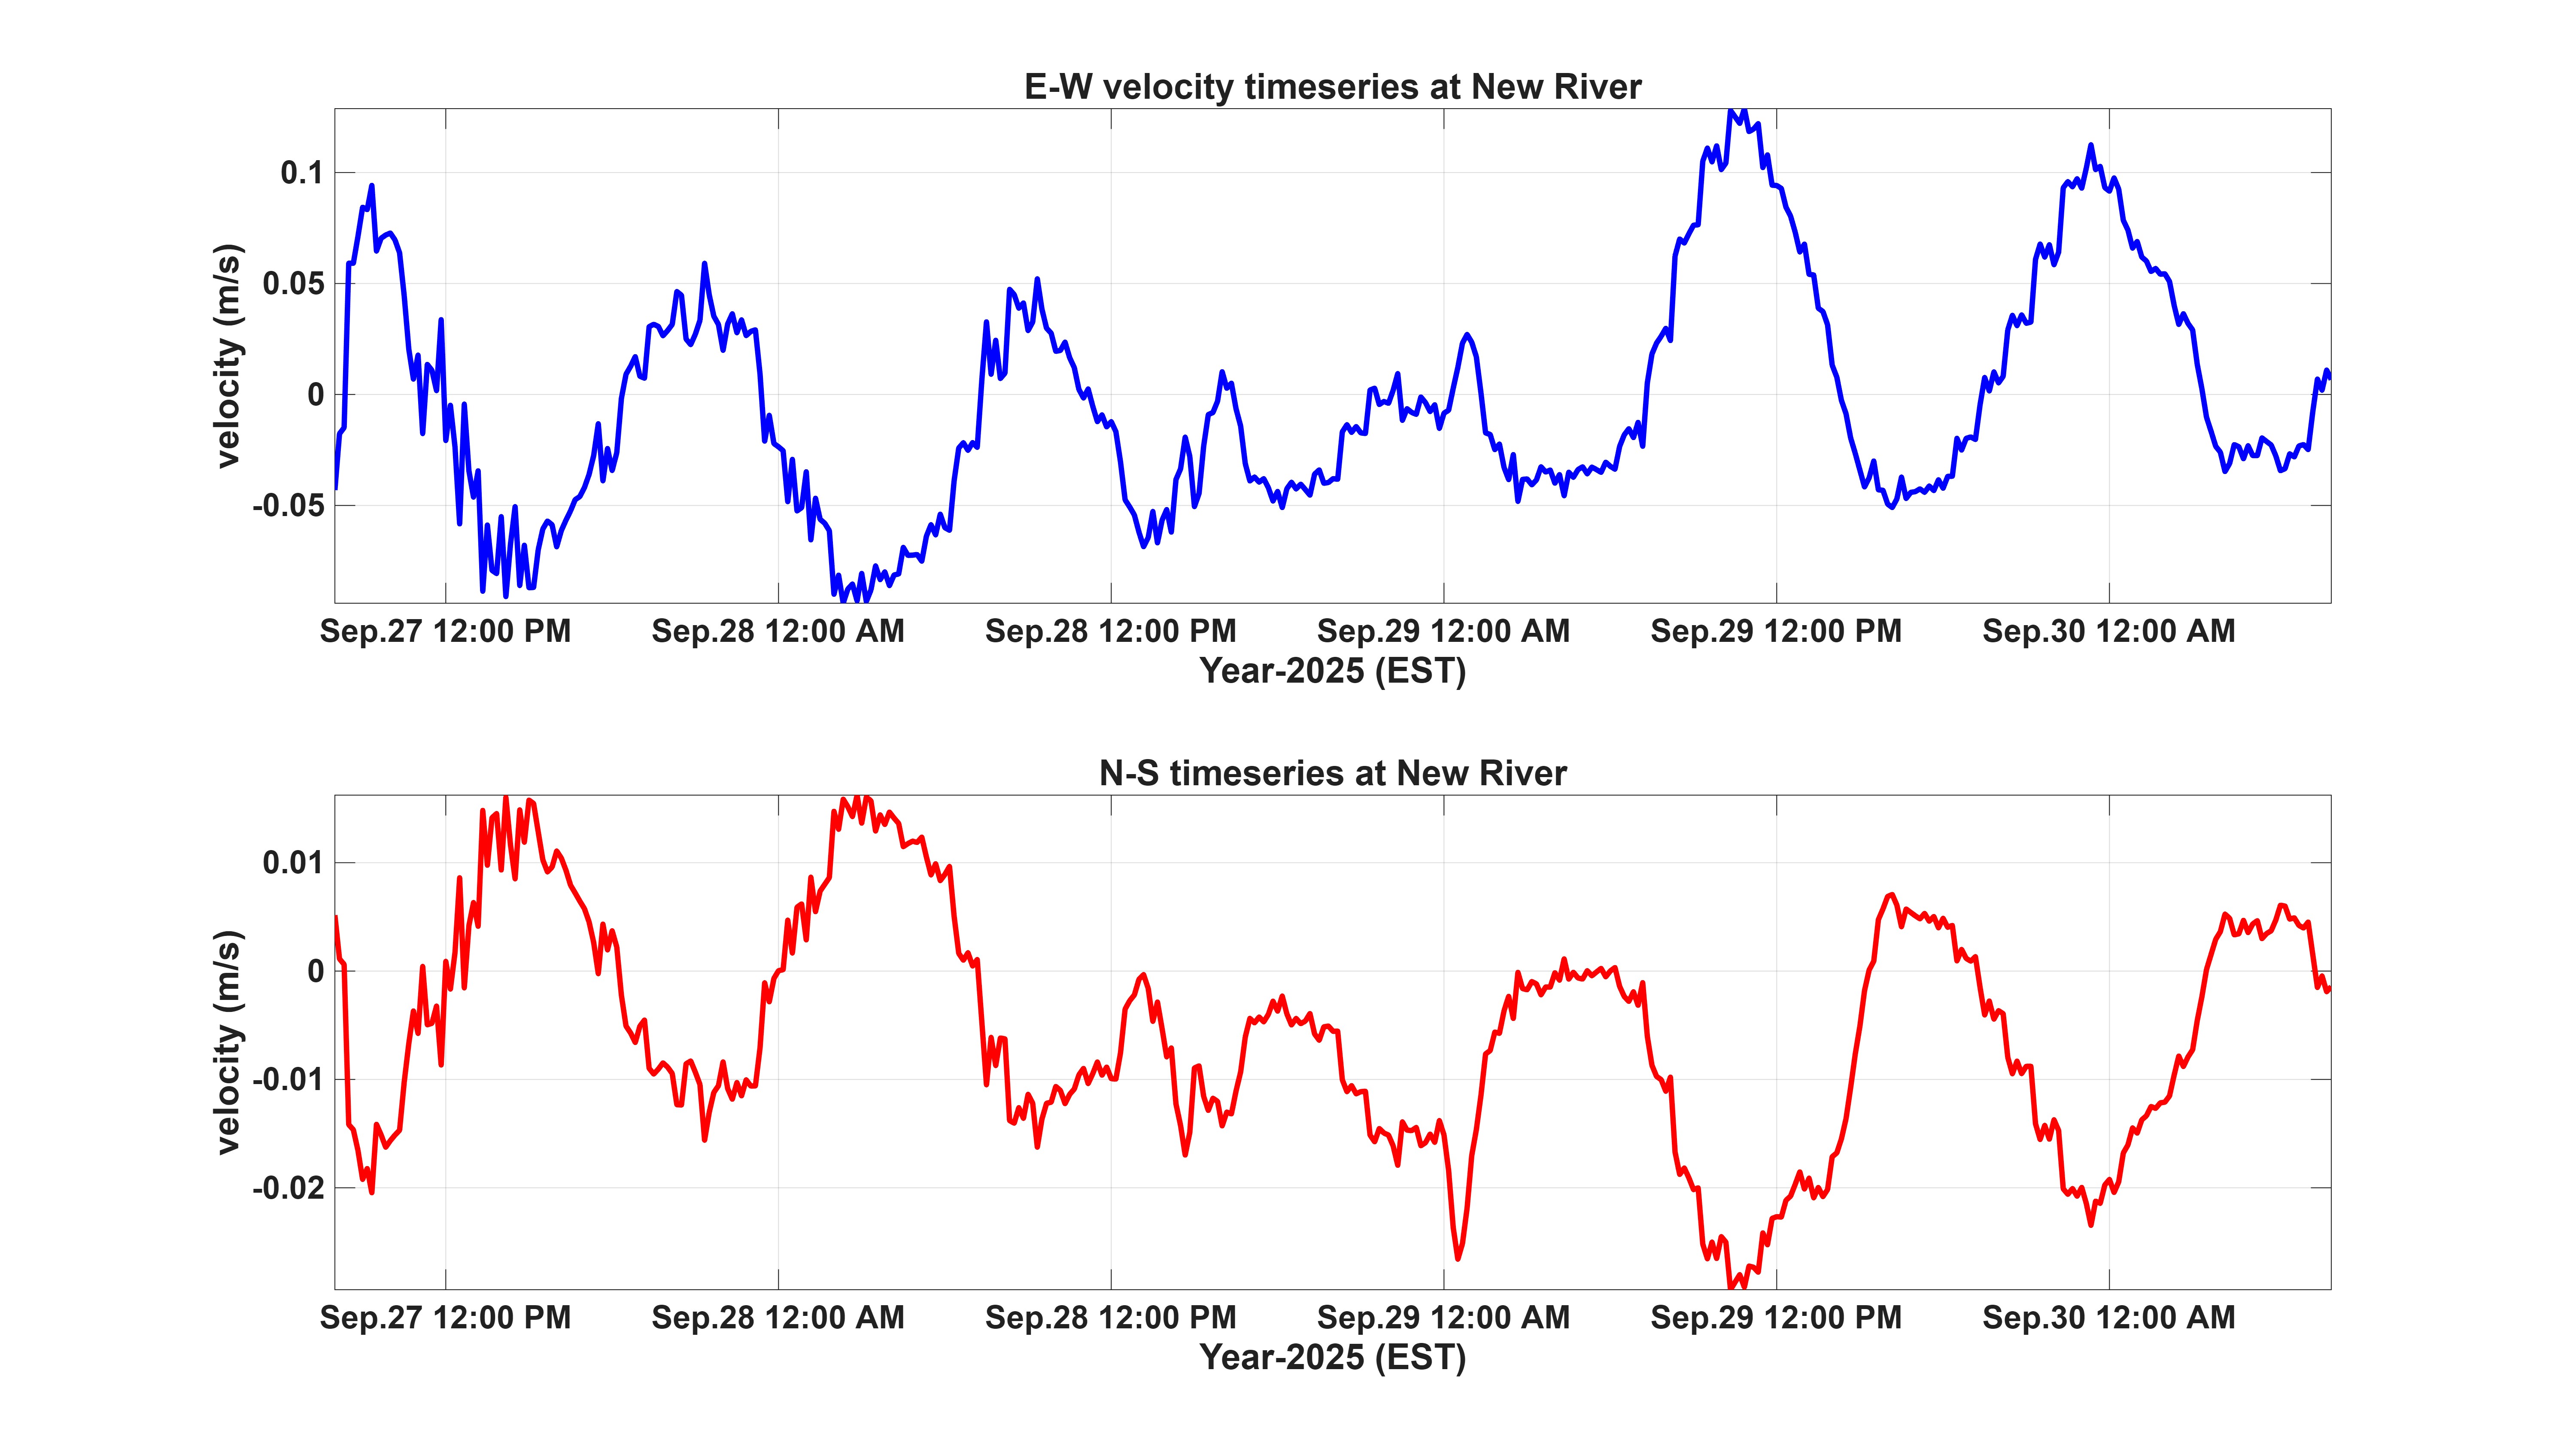 E-W velocity timeseries at New River
velocity (m/s)
0.1
0.05
0
-0.05
Sep.27 12:00 PM Sep.28 12:00 AM Sep.28 12:00 PM Sep.29 12:00 AM Sep.29 12:00 PM Sep.30 12:00 AM
Year-2025 (EST)
N-S timeseries at New River
velocity (m/s)
0.01
0
-0.01
-0.02
Sep.27 12:00 PM Sep.28 12:00 AM Sep.28 12:00 PM Sep.29 12:00 AM Sep.29 12:00 PM Sep.30 12:00 AM
Year-2025 (EST)